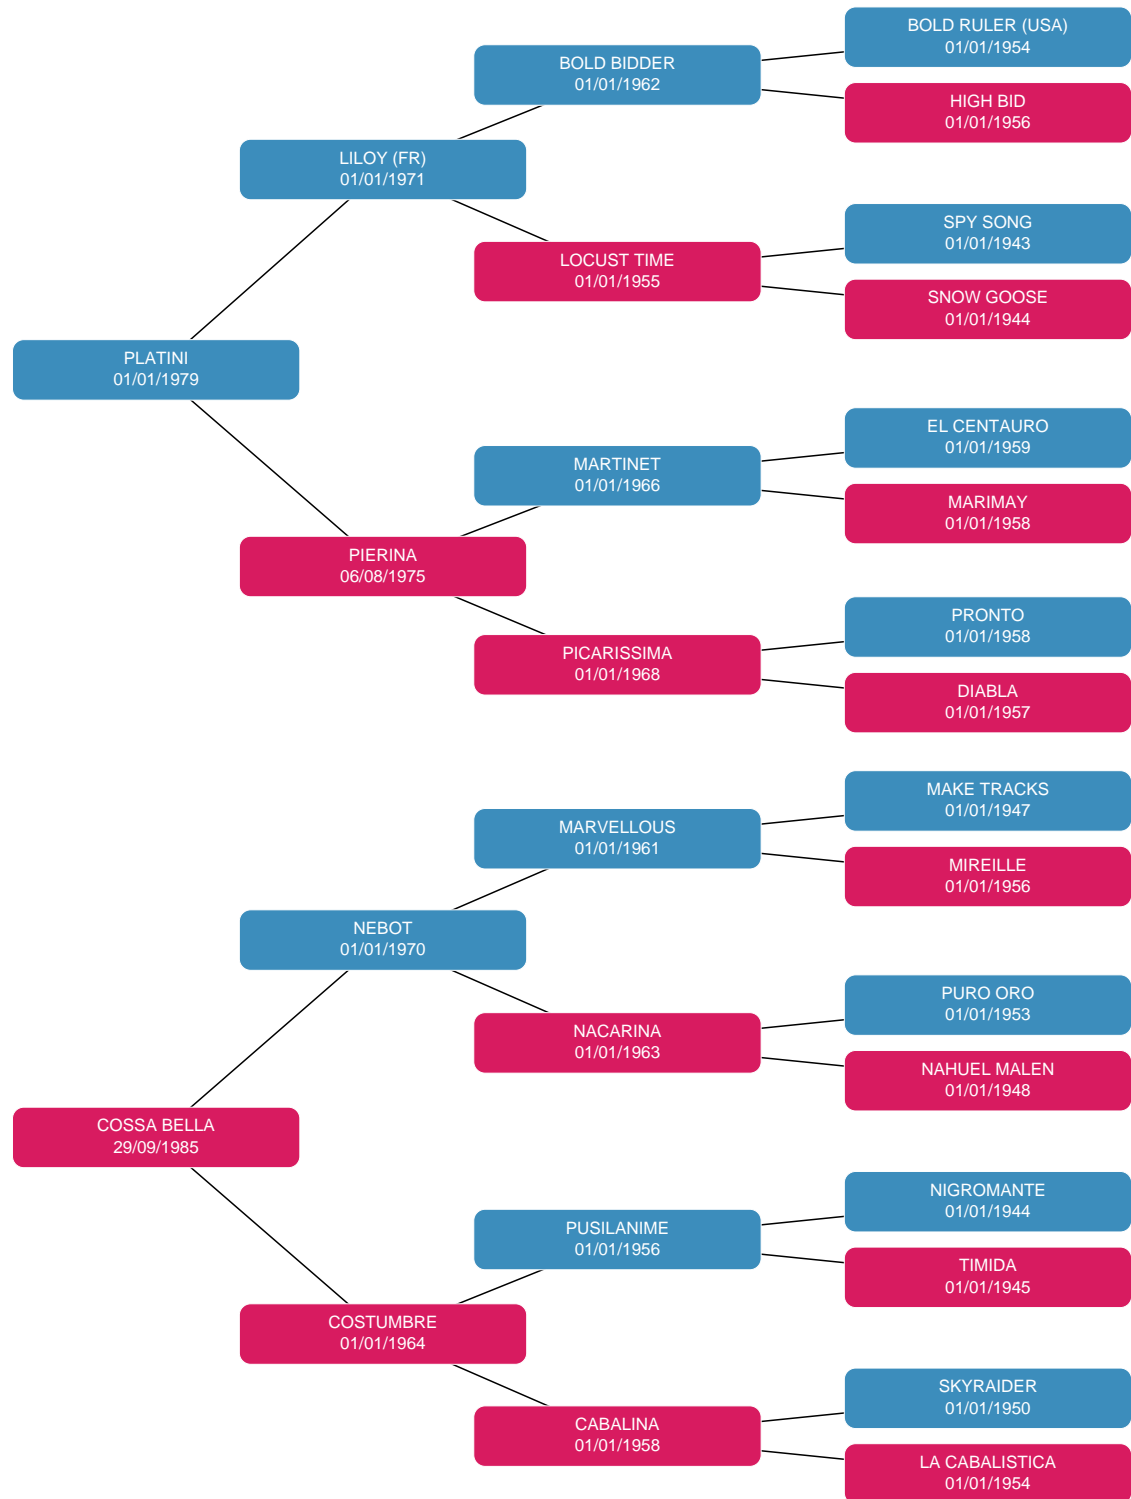 BOLD RULER (USA)
01/01/1954
BOLD BIDDER
01/01/1962
HIGH BID
01/01/1956
LILOY (FR)
01/01/1971
SPY SONG
01/01/1943
LOCUST TIME
01/01/1955
SNOW GOOSE
01/01/1944
PLATINI
01/01/1979
EL CENTAURO
01/01/1959
MARTINET
01/01/1966
MARIMAY
01/01/1958
PIERINA
06/08/1975
PRONTO
01/01/1958
PICARISSIMA
01/01/1968
DIABLA
01/01/1957
MAKE TRACKS
01/01/1947
MARVELLOUS
01/01/1961
MIREILLE
01/01/1956
NEBOT
01/01/1970
PURO ORO
01/01/1953
NACARINA
01/01/1963
NAHUEL MALEN
01/01/1948
COSSA BELLA
29/09/1985
NIGROMANTE
01/01/1944
PUSILANIME
01/01/1956
TIMIDA
01/01/1945
COSTUMBRE
01/01/1964
SKYRAIDER
01/01/1950
CABALINA
01/01/1958
LA CABALISTICA
01/01/1954